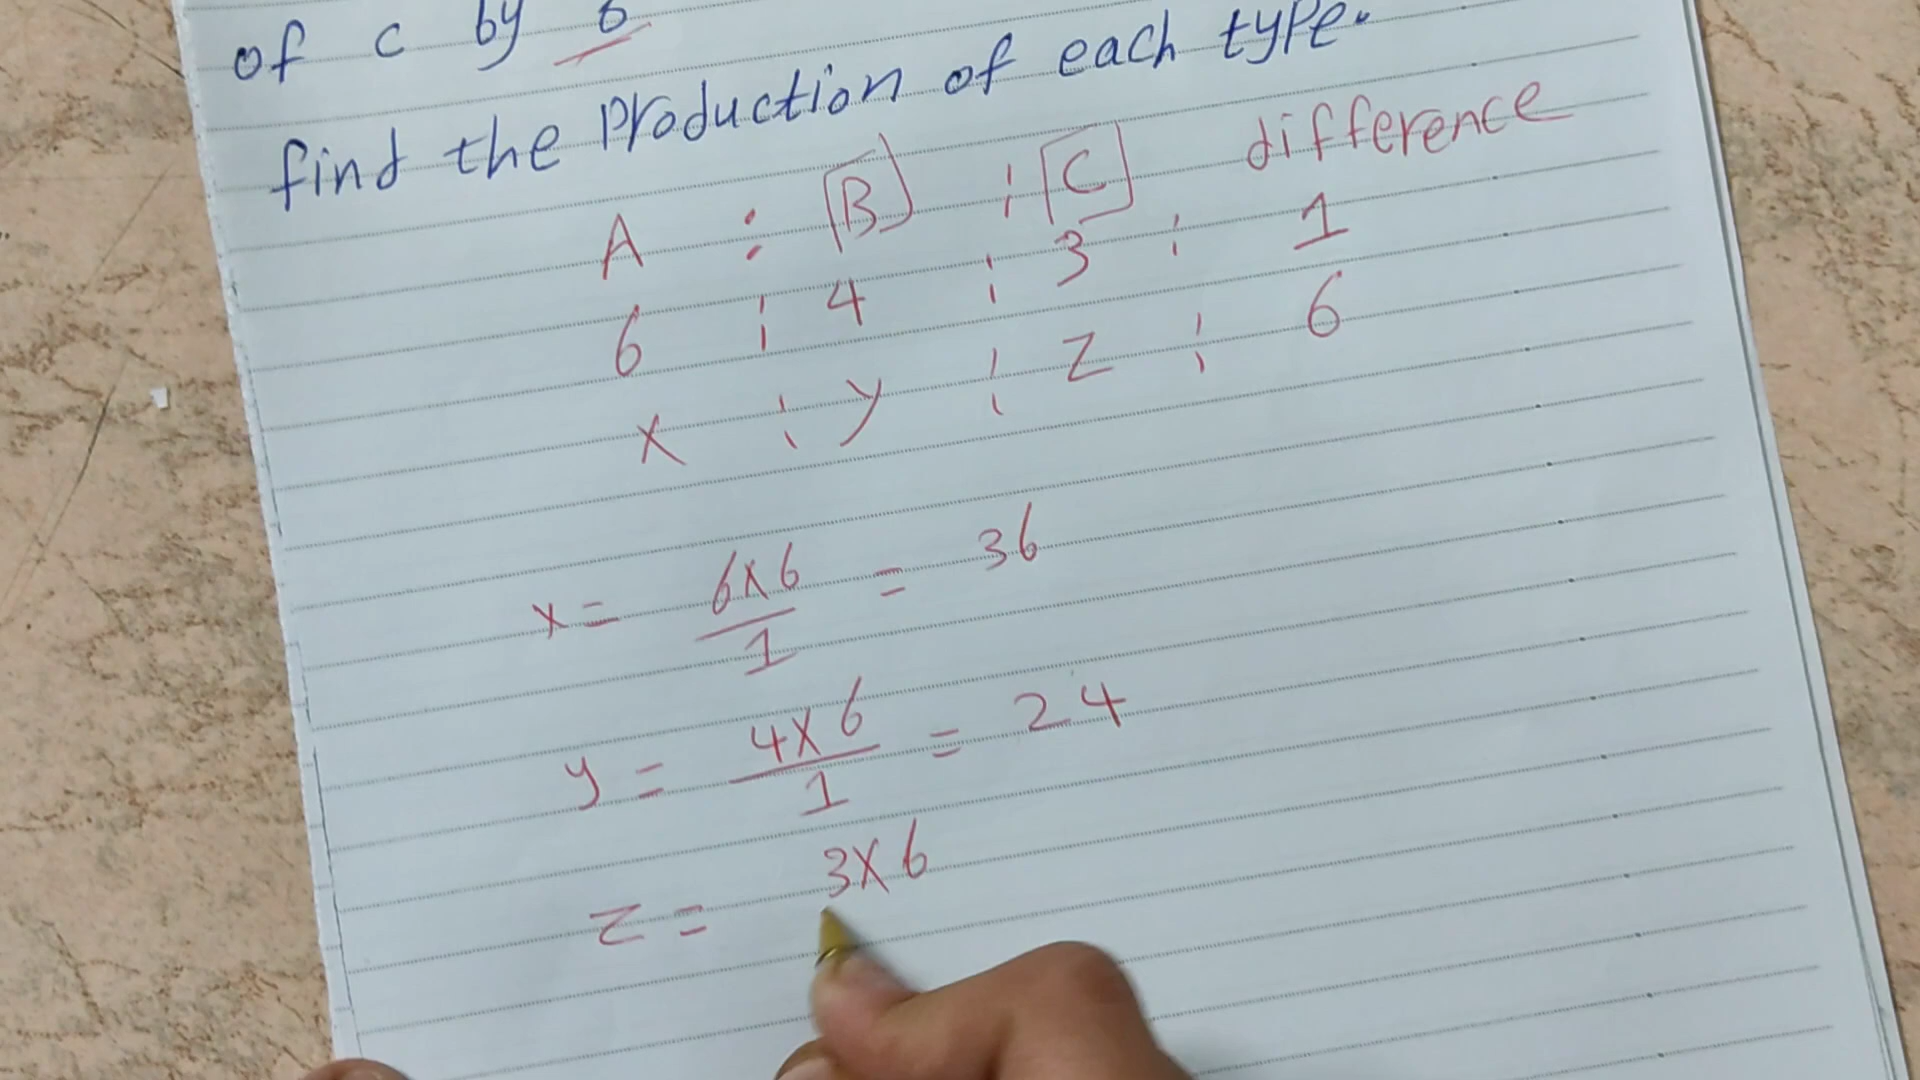 of c by 6
find the production of each type.
A : B : C difference
6 : 4 : 3 : 1
x : y : z : 6
x = 6x6/1 = 36
y = 4x6/1 = 24
z = 3x6